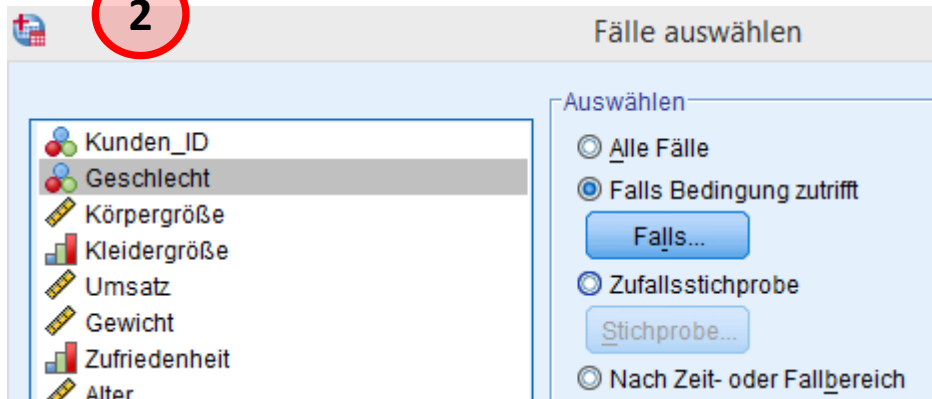 2
Fälle auswählen
Auswählen
Kunden_ID
Geschlecht
Körpergröße
Kleidergröße
Umsatz
Gewicht
Zufriedenheit
Alter
Alle Fälle
Falls Bedingung zutrifft
Falls...
Zufallsstichprobe
Stichprobe...
Nach Zeit- oder Fallbereich